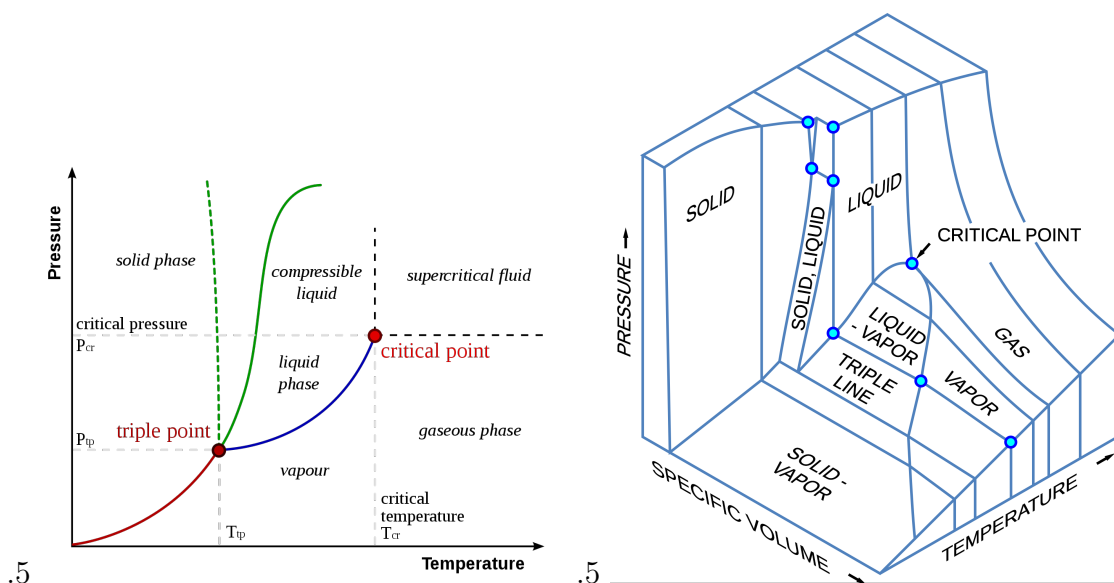 Pressure
solid phase
compressible
liquid
supercritical fluid
critical pressure
Pcr
critical point
liquid
phase
triple point
Ptp
gaseous phase
vapour
critical
temperature
Ttp
Tcr
Temperature
.5
SOLID
LIQUID
SOLID, LIQUID
CRITICAL POINT
PRESSURE
LIQUID
- VAPOR
GAS
TRIPLE
LINE
VAPOR
SOLID -
VAPOR
SPECIFIC VOLUME
TEMPERATURE
.5